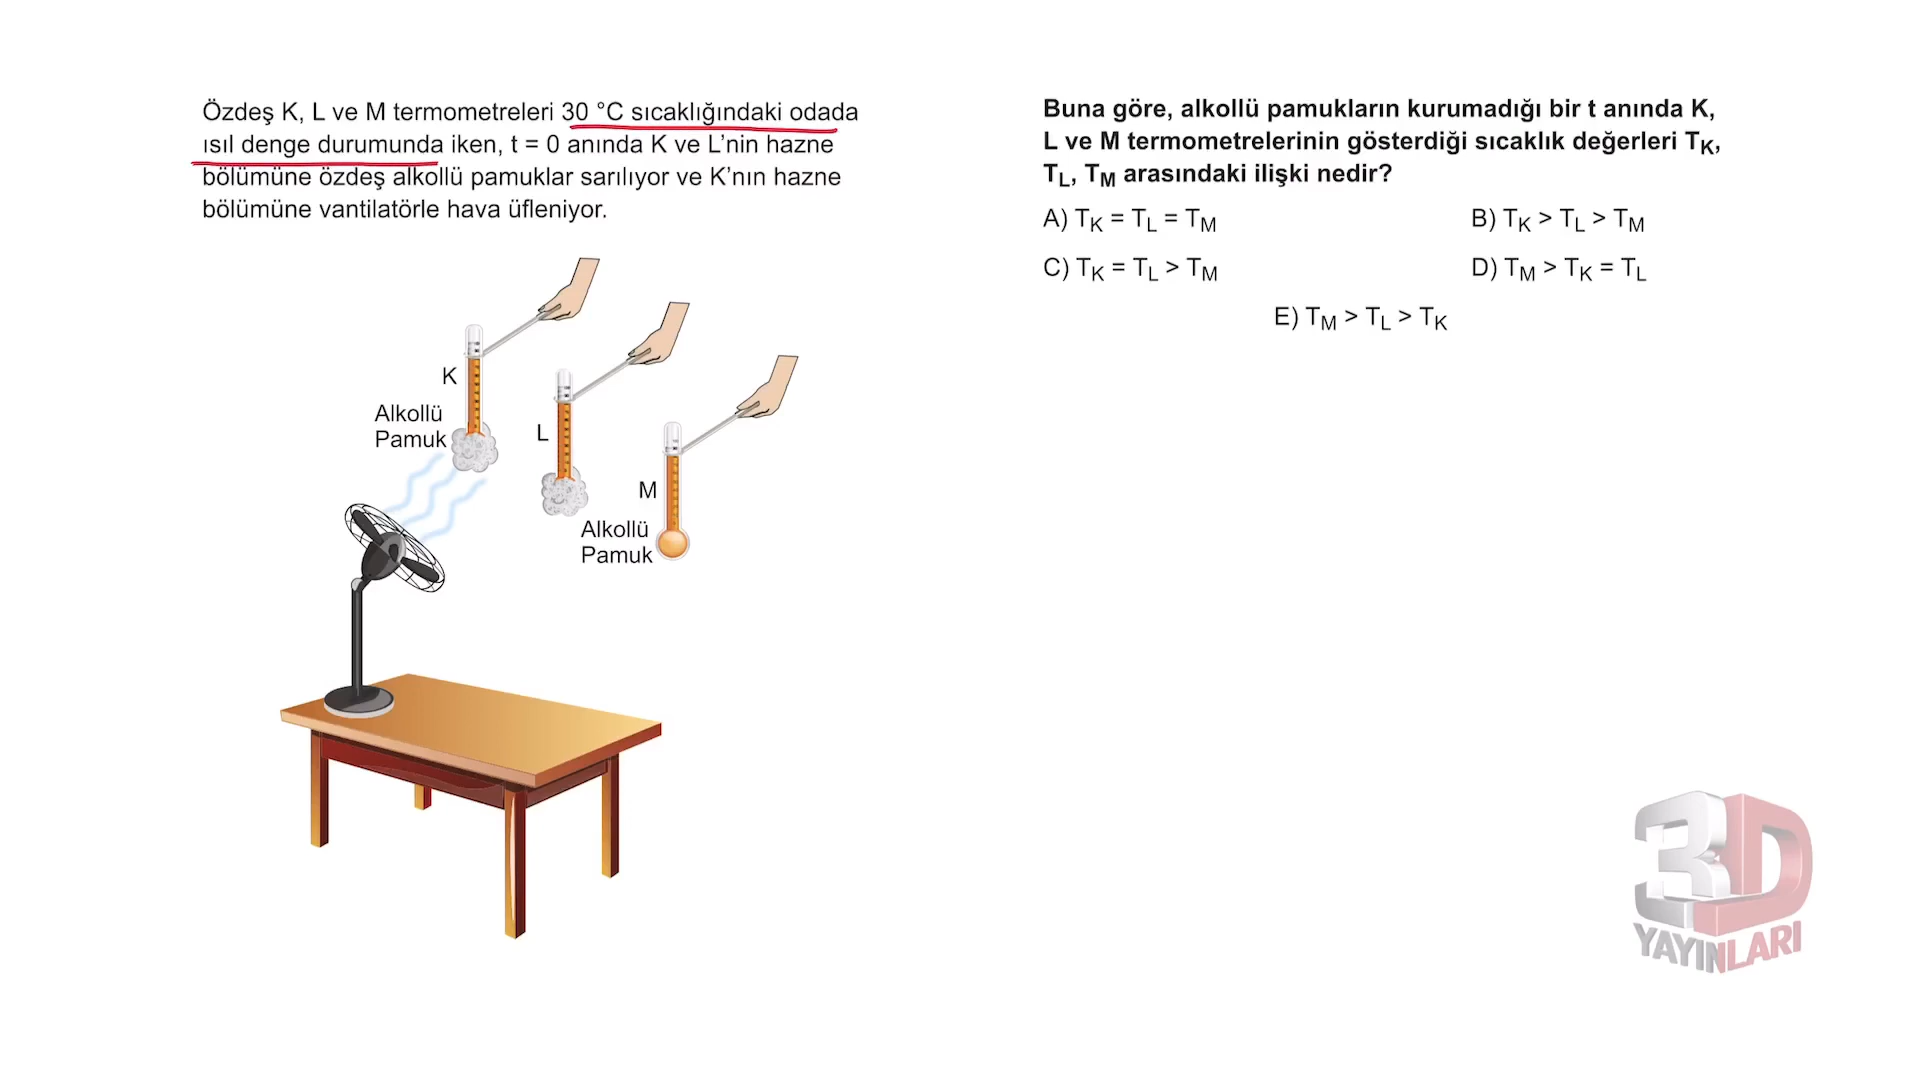 Özdeş K, L ve M termometreleri 30 °C sıcaklığındaki odada
ısıl denge durumunda iken, t = 0 anında K ve L’nin hazne
bölümüne özdeş alkollü pamuklar sarılıyor ve K’nın hazne
bölümüne vantilatörle hava üfleniyor.
K
Alkollü
Pamuk
L
M
Alkollü
Pamuk
Buna göre, alkollü pamukların kurumadığı bir t anında K,
L ve M termometrelerinin gösterdiği sıcaklık değerleri TK,
TL, TM arasındaki ilişki nedir?
A) TK = TL = TM
B) TK > TL > TM
C) TK = TL > TM
D) TM > TK = TL
E) TM > TL > TK
3D
YAYINLARI